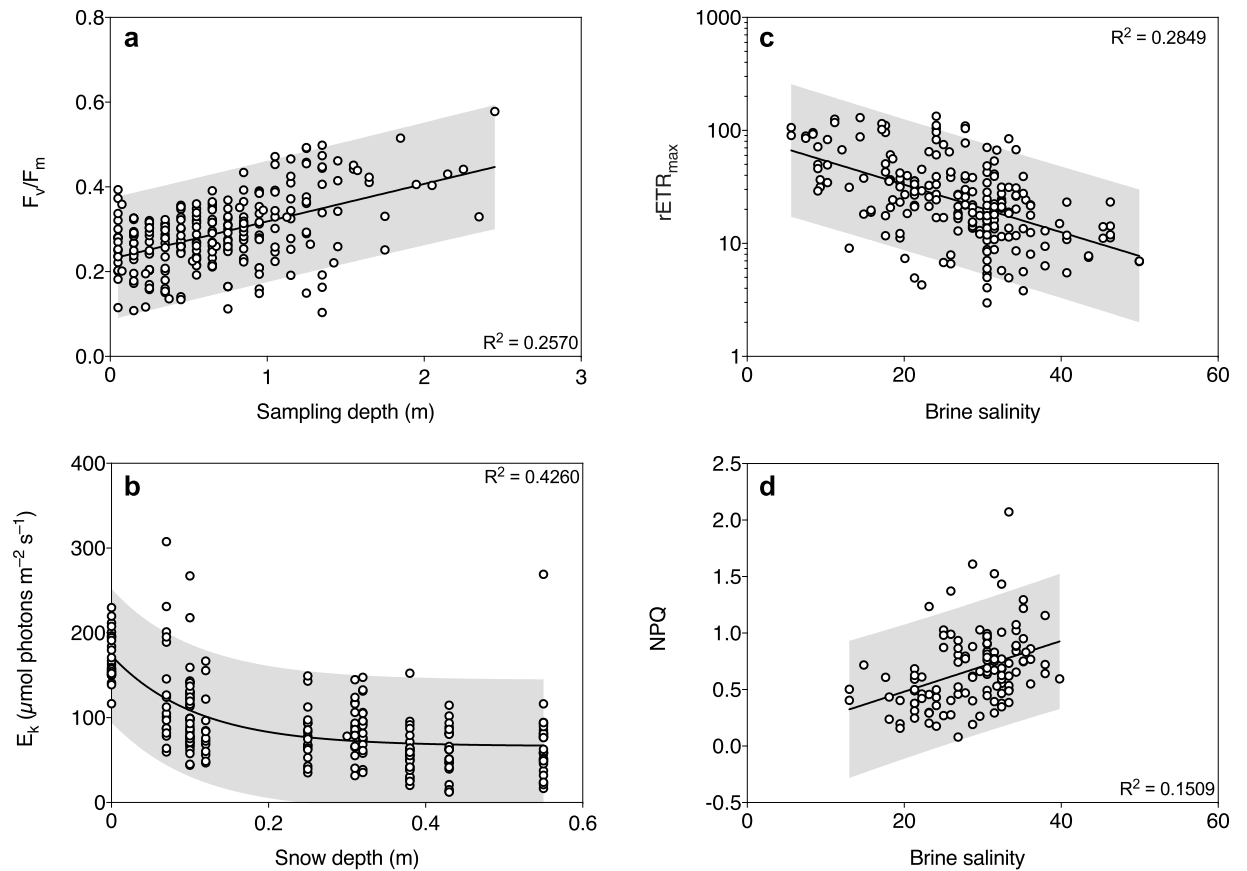 a
0.8
0.6
0.4
0.2
0.0
Fv/Fm
R² = 0.2570
0 1 2 3
Sampling depth (m)
c
1000
100
10
1
rETRmax
R² = 0.2849
0 20 40 60
Brine salinity
b
400
300
200
100
0
Ek (µmol photons m−2 s−1)
R² = 0.4260
0 0.2 0.4 0.6
Snow depth (m)
d
2.5
2.0
1.5
1.0
0.5
0.0
-0.5
NPQ
R² = 0.1509
0 20 40 60
Brine salinity